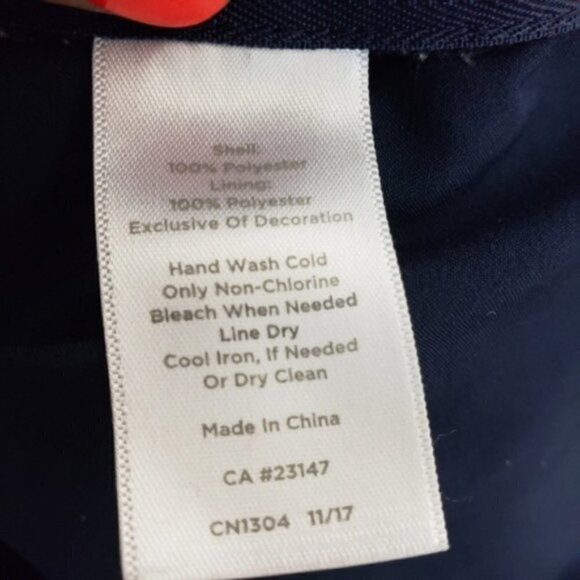 Shell:
100% Polyester
Lining:
100% Polyester
Exclusive Of Decoration
Hand Wash Cold
Only Non-Chlorine
Bleach When Needed
Line Dry
Cool Iron, If Needed
Or Dry Clean
Made In China
CA #23147
CN1304 11/17